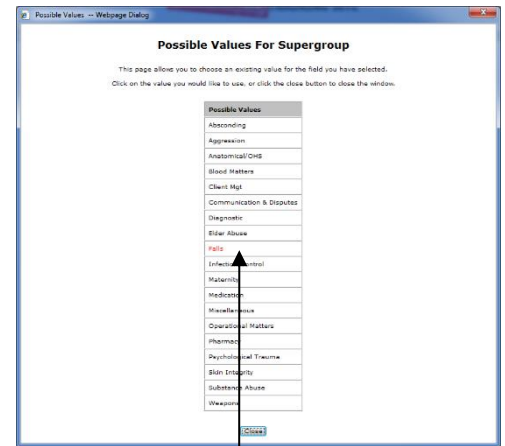 Possible Values -- Webpage Dialog
Possible Values For Supergroup
This page allows you to choose an existing value for the field you have selected.
Click on the value you would like to use, or click the close button to close the window.
Possible Values
Absconding
Aggression
Anatomical/OHS
Blood Matters
Client Mgt
Communication & Disputes
Diagnostic
Elder Abuse
Falls
Infection Control
Maternity
Medication
Miscellaneous
Operational Matters
Pharmacy
Psychological Trauma
Skin Integrity
Substance Abuse
Weapons
Close